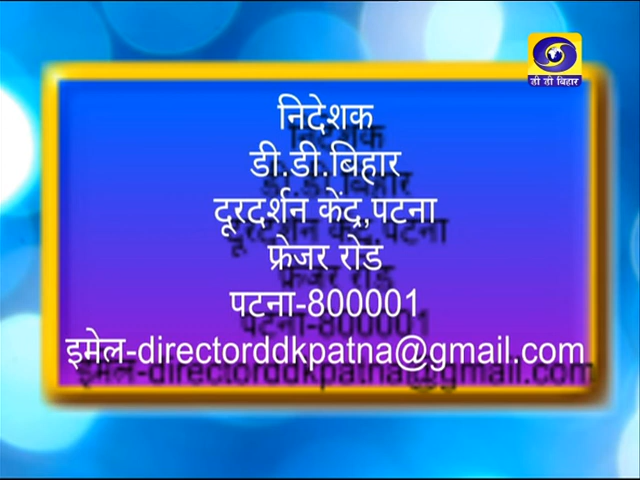 डी डी बिहार
निदेशक
डी.डी.बिहार
दूरदर्शन केंद्र,पटना
फ्रेजर रोड
पटना-800001
इमेल-directorddkpatna@gmail.com